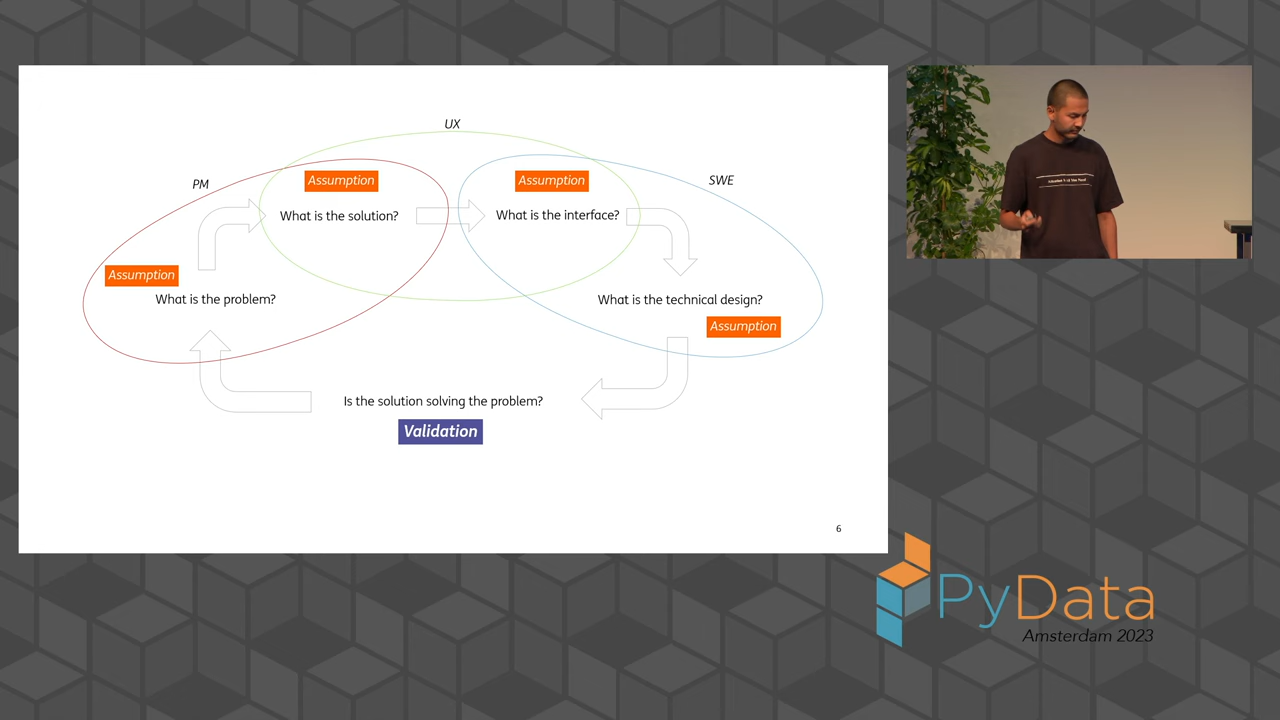 UX
PM
SWE
Assumption
Assumption
What is the solution?
What is the interface?
Assumption
What is the problem?
What is the technical design?
Assumption
Is the solution solving the problem?
Validation
6
PyData
Amsterdam 2023